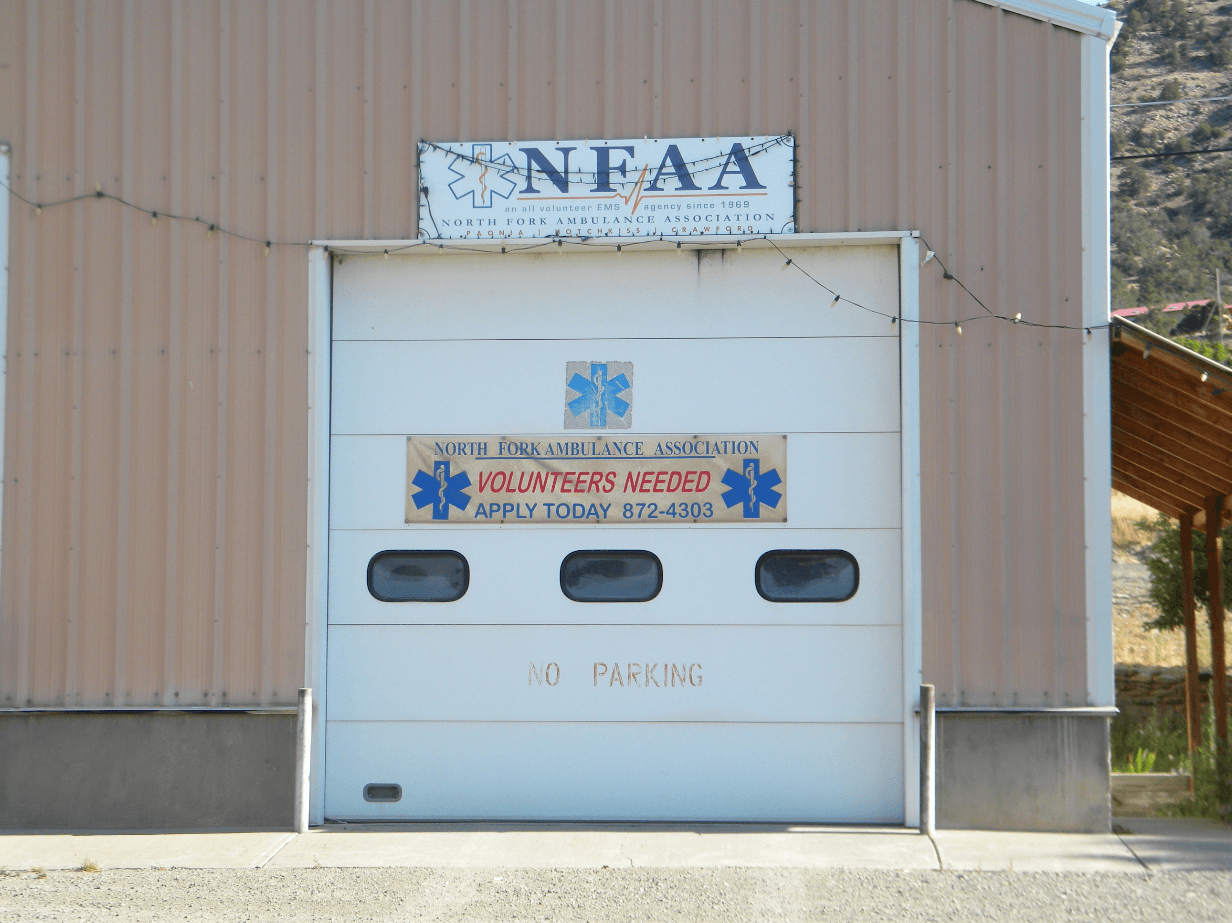 NFAA
an all volunteer EMS agency since 1969
NORTH FORK AMBULANCE ASSOCIATION
PAONIA | HOTCHKISS | CRAWFORD
NORTH FORK AMBULANCE ASSOCIATION
VOLUNTEERS NEEDED
APPLY TODAY 872-4303
NO PARKING